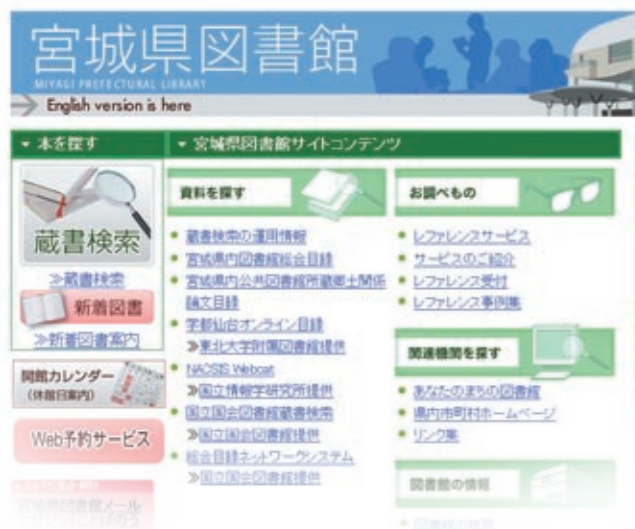 宮城県図書館
MIYAGI PREFECTURAL LIBRARY
English version is here
本を探す
蔵書検索
≫蔵書検索
新着図書
≫新着図書案内
開館カレンダー
(休館日案内)
Web予約サービス
宮城県図書館メール
宮城県図書館サイトコンテンツ
資料を探す
蔵書検索の運用情報
宮城県内図書館総合目録
宮城県内公共図書館所蔵郷土関係
論文目録
学都仙台オンライン目録
≫東北大学附属図書館提供
NACSIS Webcat
≫国立情報学研究所提供
国立国会図書館蔵書検索
≫国立国会図書館提供
総合目録ネットワークシステム
≫国立国会図書館提供
お調べもの
レファレンスサービス
サービスのご紹介
レファレンス受付
レファレンス事例集
関連機関を探す
あなたのまちの図書館
県内市町村ホームページ
リンク集
図書館の情報